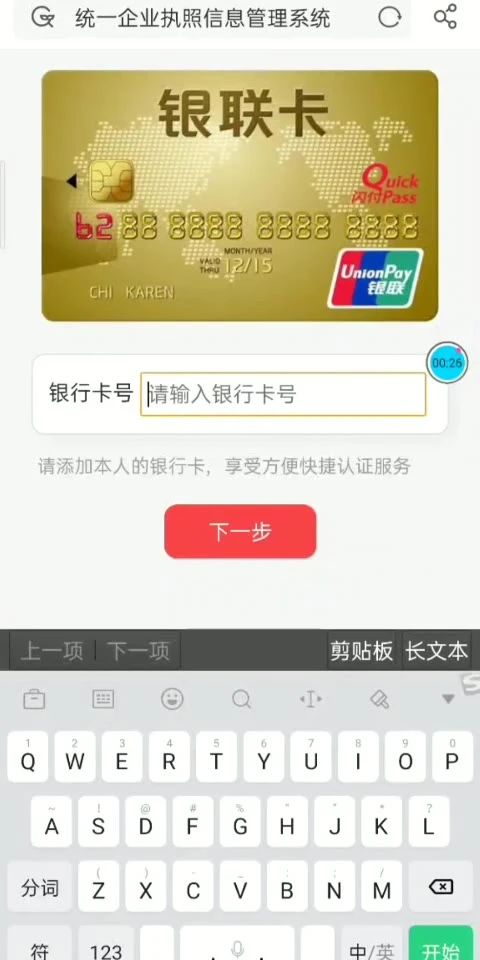 统一企业执照信息管理系统
银联卡
Quick
闪付Pass
62 88 8888 8888 8888
MONTH/YEAR
VALID
THRU 12/15
CHI KAREN
UnionPay
银联
00:26
银行卡号 请输入银行卡号
请添加本人的银行卡，享受方便快捷认证服务
下一步
上一项 下一项 剪贴板 长文本
1 2 3 4 5 6 7 8 9 0
Q W E R T Y U I O P
~ ! @ # % " " * ?
A S D F G H J K L
( ) - _ : ; /
分词 Z X C V B N M
符 123 , . 中/英 开始